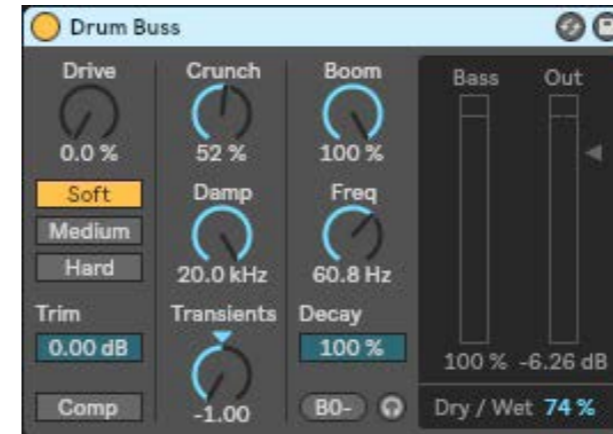 Drum Buss
Drive Crunch Boom Bass Out
0.0 % 52 % 100 %
Soft Damp Freq
Medium
Hard 20.0 kHz 60.8 Hz
Trim Transients Decay
0.00 dB 100 % 100 % -6.26 dB
Comp -1.00 B0- Dry / Wet 74 %